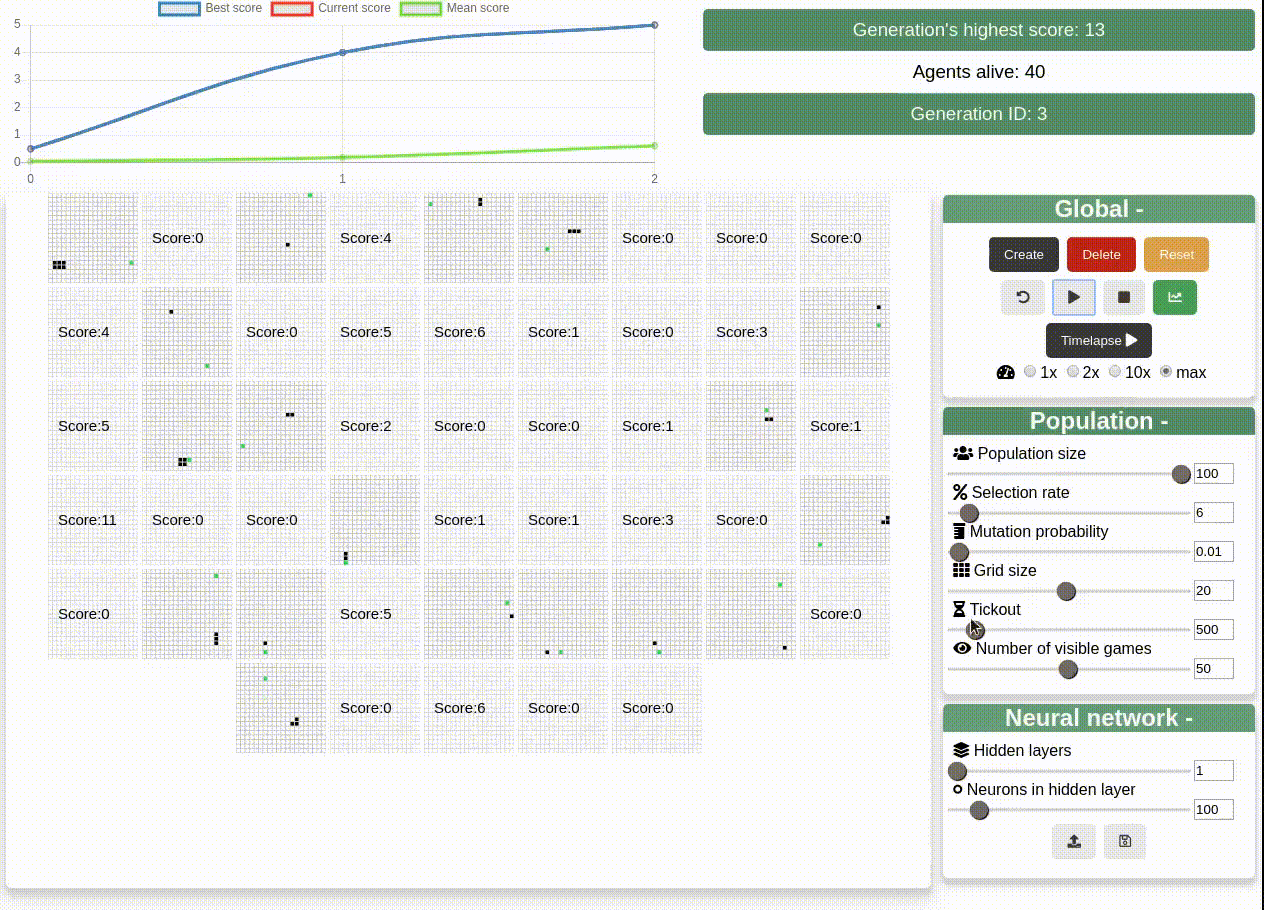 Best score Current score Mean score
5
4
3
2
1
0
0 1 2
Generation's highest score: 13
Agents alive: 40
Generation ID: 3
Score:0 Score:4 Score:0 Score:0 Score:0
Score:4 Score:0 Score:5 Score:6 Score:1 Score:0 Score:3
Score:5 Score:2 Score:0 Score:0 Score:1 Score:1
Score:11 Score:0 Score:0 Score:1 Score:1 Score:3 Score:0
Score:0 Score:5 Score:0
Score:0 Score:6 Score:0 Score:0
Global -
Create Delete Reset
Timelapse
1x 2x 10x max
Population -
Population size
100
Selection rate
6
Mutation probability
0.01
Grid size
20
Tickout
500
Number of visible games
50
Neural network -
Hidden layers
1
Neurons in hidden layer
100